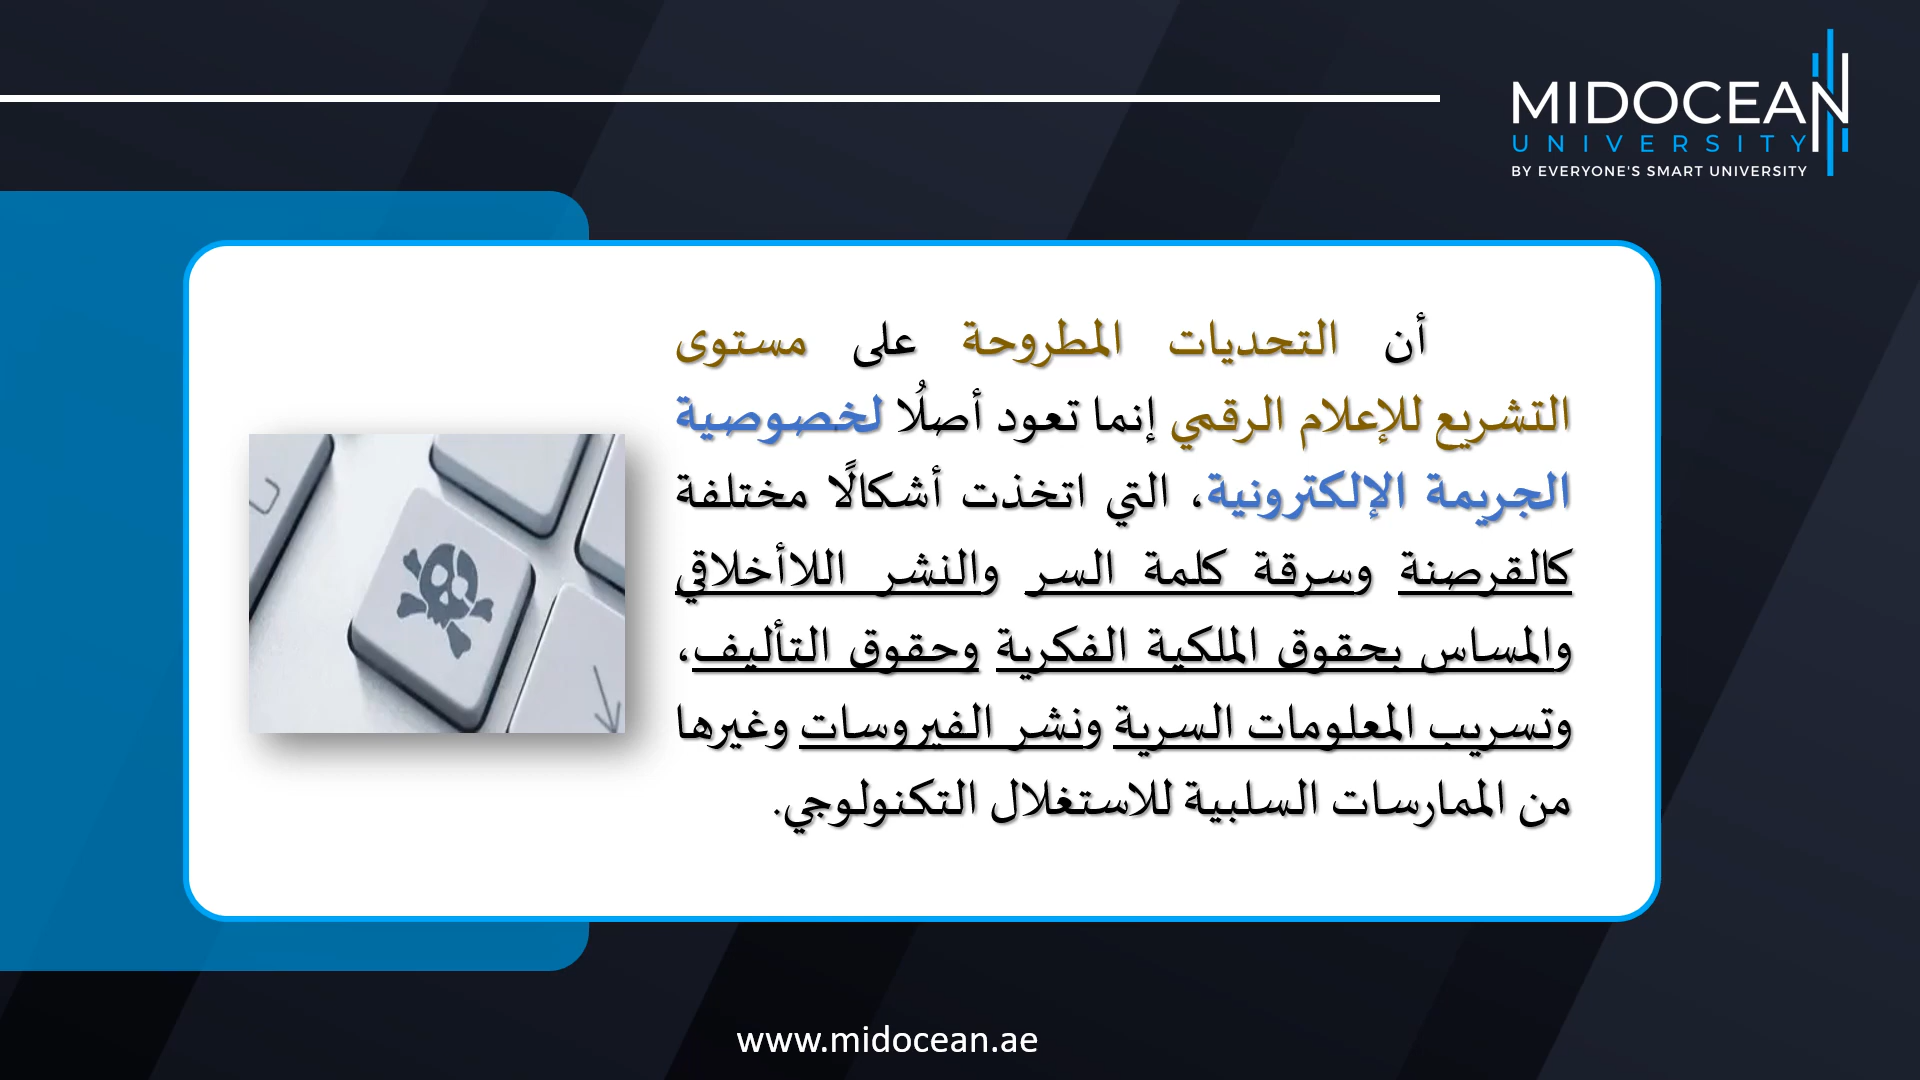 MIDOCEAN
UNIVERSITY
BY EVERYONE'S SMART UNIVERSITY
أن التحديات المطروحة على مستوى
التشريع للإعلام الرقمي إنما تعود أصلُا لخصوصية
الجريمة الإلكترونية، التي اتخذت أشكالًا مختلفة
كالقرصنة وسرقة كلمة السر والنشر اللاأخلاقي
والمساس بحقوق الملكية الفكرية وحقوق التأليف،
وتسريب المعلومات السرية ونشر الفيروسات وغيرها
من الممارسات السلبية للاستغلال التكنولوجي.
www.midocean.ae